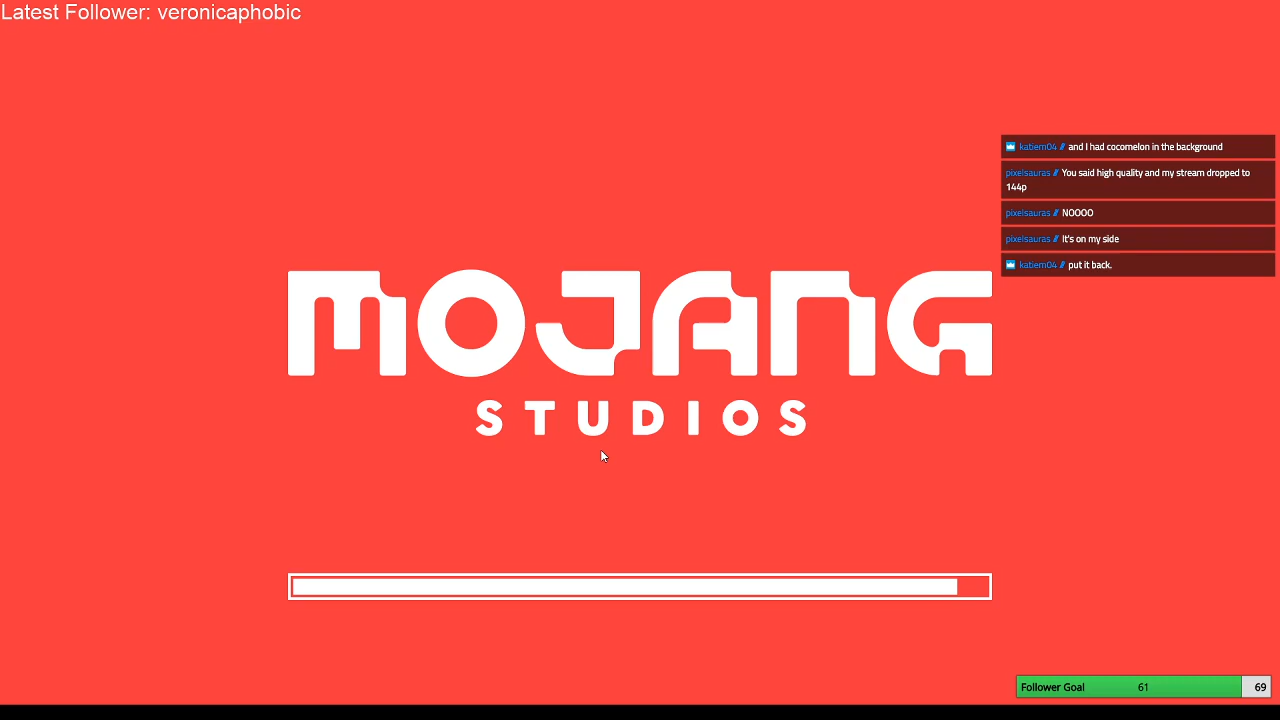 Latest Follower: veronicaphobic
katiem04 // and I had cocomelon in the background
pixelsauras // You said high quality and my stream dropped to
144p
pixelsauras // NOOOO
pixelsauras // It's on my side
katiem04 // put it back.
MOJANG
STUDIOS
Follower Goal 61 69